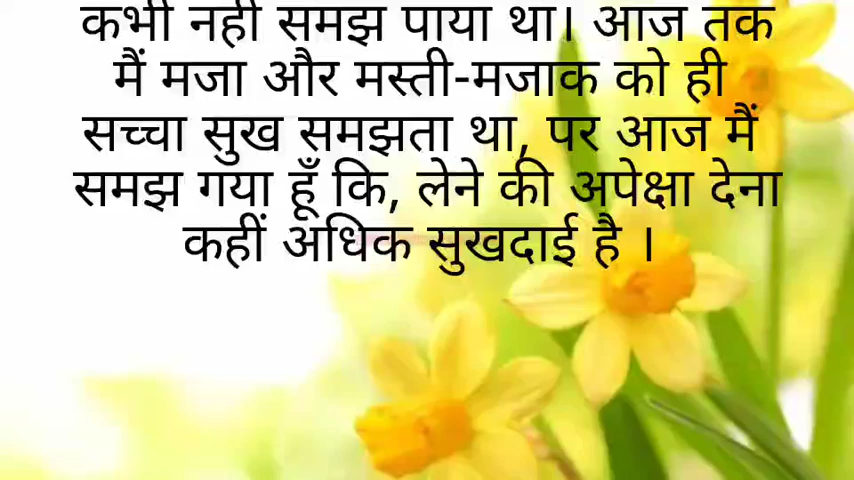 कभी नहीं समझ पाया था। आज तक
मैं मजा और मस्ती-मजाक को ही
सच्चा सुख समझता था, पर आज मैं
समझ गया हूँ कि, लेने की अपेक्षा देना
कहीं अधिक सुखदाई है ।